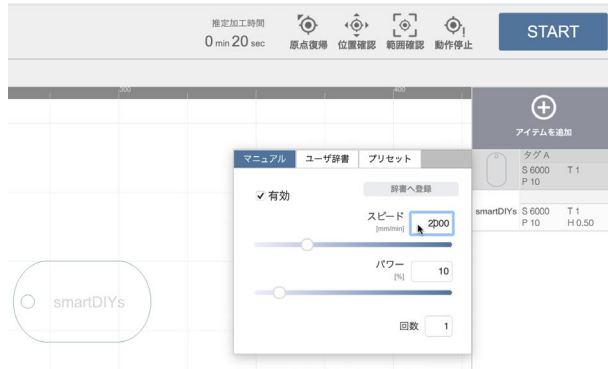 推定加工時間
0 min 20 sec
原点復帰
位置確認
範囲確認
動作停止
START
300
400
アイテムを追加
マニュアル
ユーザ辞書
プリセット
タグ A
S 6000 T 1
P 10
有効
辞書へ登録
スピード
[mm/min]
2000
smartDIYs
S 6000 T 1
P 10 H 0.50
パワー
[%]
10
smartDIYs
回数
1